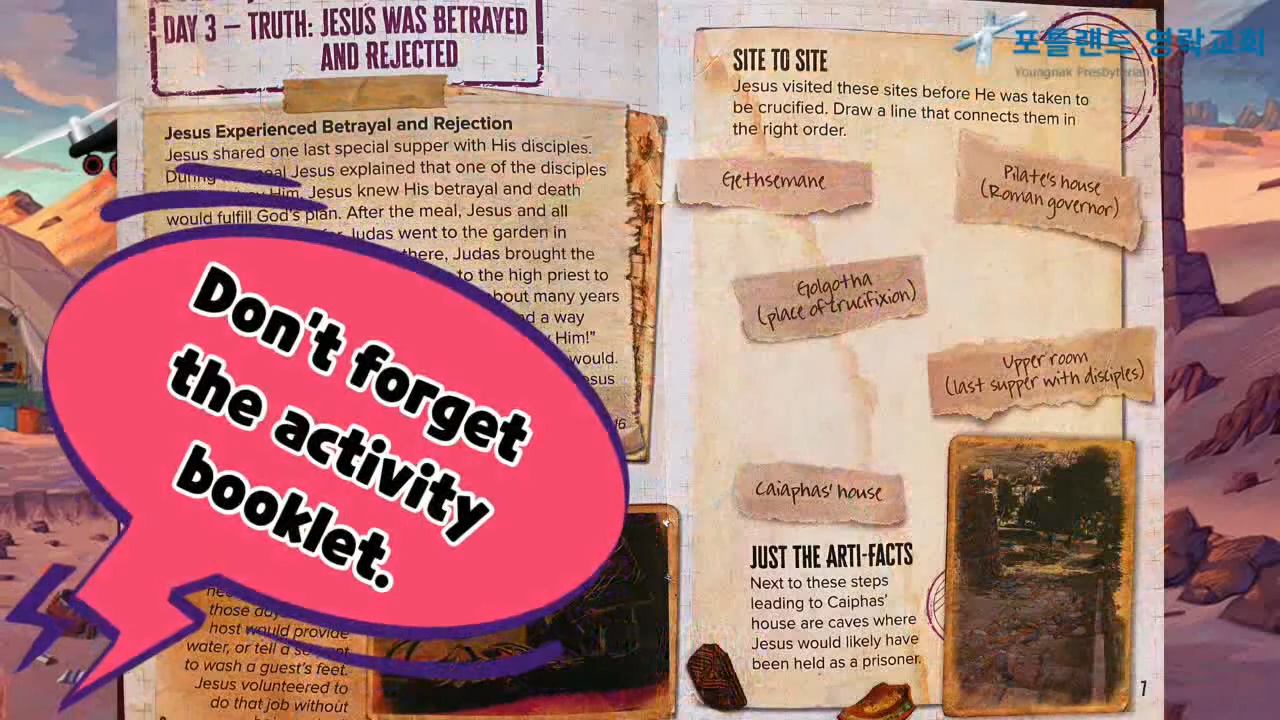 DAY 3 – TRUTH: JESUS WAS BETRAYED
AND REJECTED
Jesus Experienced Betrayal and Rejection
Jesus shared one last special supper with His disciples.
During meal Jesus explained that one of the disciples
Him. Jesus knew His betrayal and death
would fulfill God's plan. After the meal, Jesus and all
Judas went to the garden in
there, Judas brought the
to the high priest to
about many years
a way
Him!"
would.
Jesus
those
host would provide
water, or tell a servant
to wash a guest's feet.
Jesus volunteered to
do that job without
Don't forget
the activity
booklet.
포틀랜드 영락교회
Youngnak Presbyterian
SITE TO SITE
Jesus visited these sites before He was taken to
be crucified. Draw a line that connects them in
the right order.
Gethsemane
Pilate's house
(Roman governor)
Golgotha
(place of crucifixion)
Upper room
(last supper with disciples)
Caiaphas' house
JUST THE ARTI-FACTS
Next to these steps
leading to Caiphas'
house are caves where
Jesus would likely have
been held as a prisoner.
7